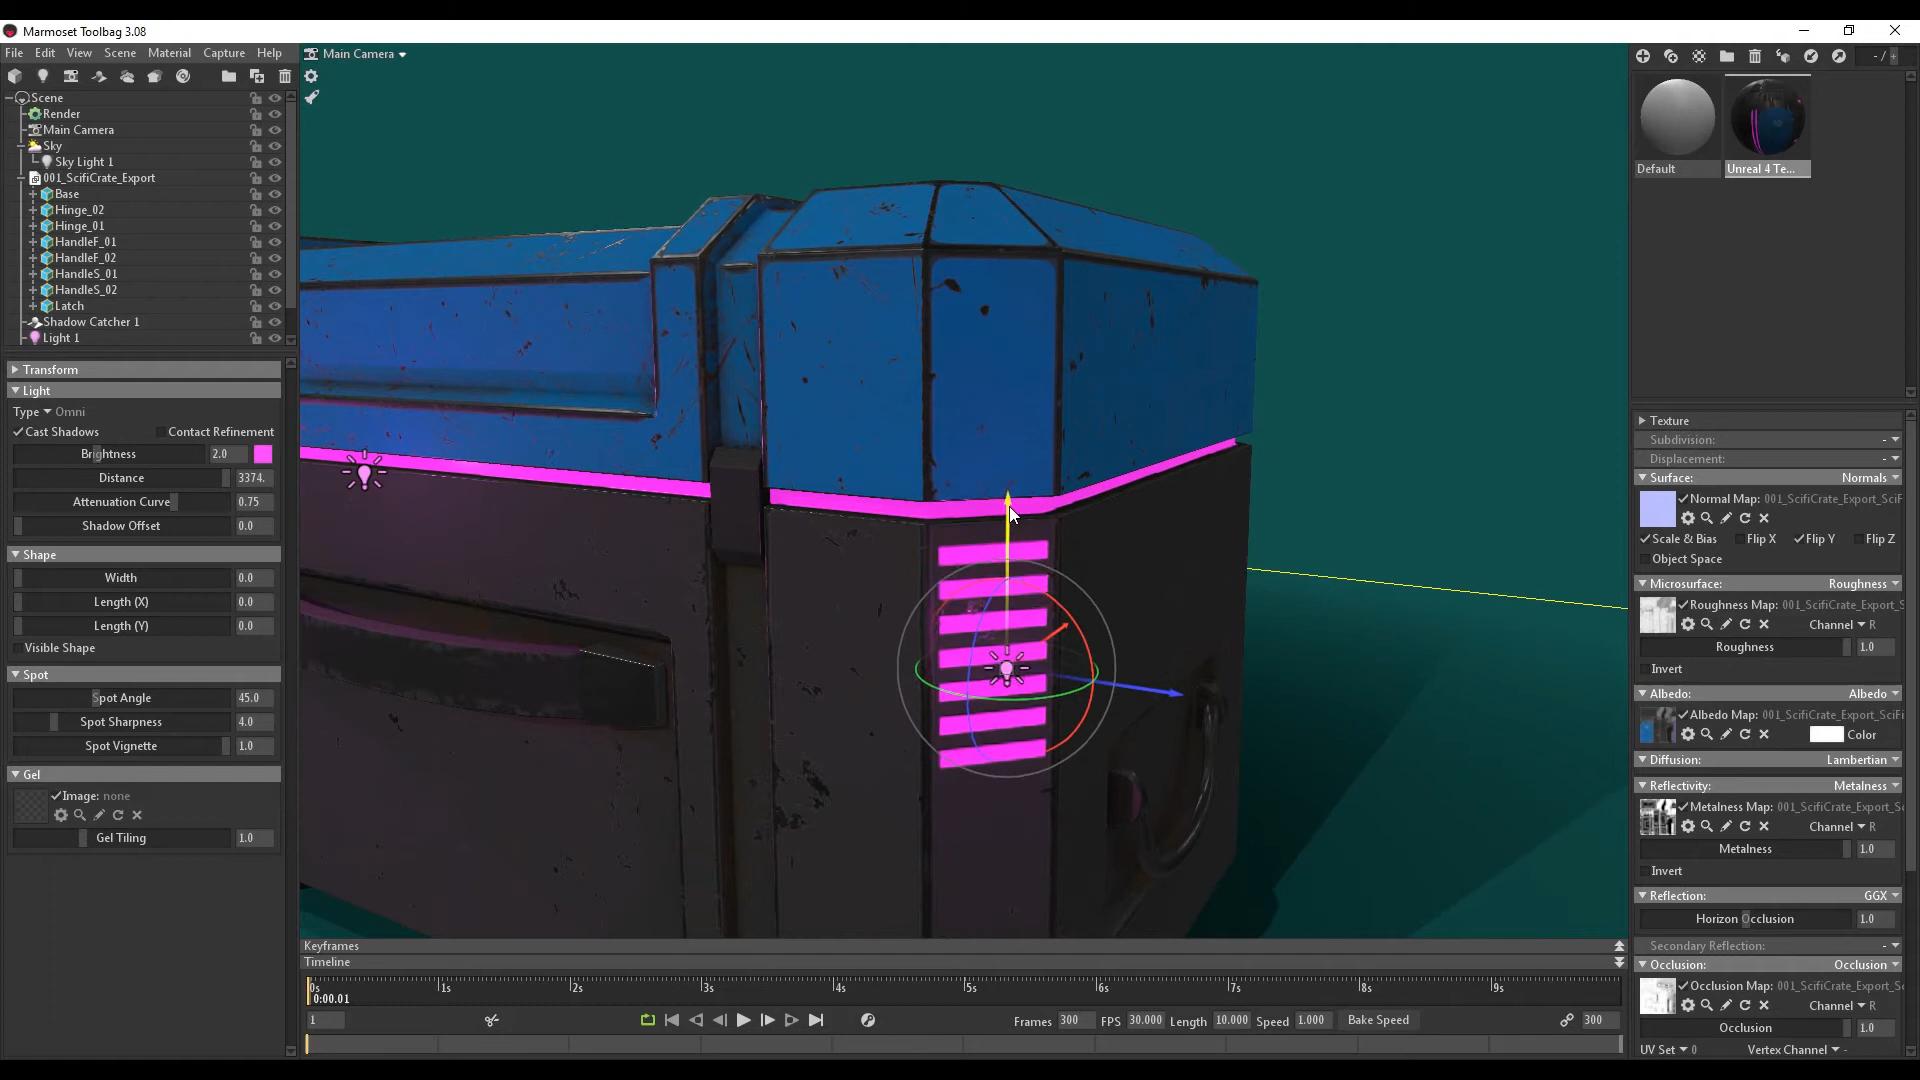 Marmoset Toolbag 3.08
File Edit View Scene Material Capture Help
Main Camera
- / +
Scene
Render
Main Camera
Sky
Sky Light 1
001_ScifiCrate_Export
Base
Hinge_02
Hinge_01
HandleF_01
HandleF_02
HandleS_01
HandleS_02
Latch
Shadow Catcher 1
Light 1
Transform
Light
Type Omni
Cast Shadows Contact Refinement
Brightness 2.0
Distance 3374.
Attenuation Curve 0.75
Shadow Offset 0.0
Shape
Width 0.0
Length (X) 0.0
Length (Y) 0.0
Visible Shape
Spot
Spot Angle 45.0
Spot Sharpness 4.0
Spot Vignette 1.0
Gel
Image: none
Gel Tiling 1.0
Default Unreal 4 Te...
Texture
Subdivision: -
Displacement: -
Surface: Normals
Normal Map: 001_ScifiCrate_Export_SciF
Scale & Bias Flip X Flip Y Flip Z
Object Space
Microsurface: Roughness
Roughness Map: 001_ScifiCrate_Export_S
Channel R
Roughness 1.0
Invert
Albedo: Albedo
Albedo Map: 001_ScifiCrate_Export_SciFi
Color
Diffusion: Lambertian
Reflectivity: Metalness
Metalness Map: 001_ScifiCrate_Export_Sc
Channel R
Metalness 1.0
Invert
Reflection: GGX
Horizon Occlusion 1.0
Secondary Reflection: -
Occlusion: Occlusion
Occlusion Map: 001_ScifiCrate_Export_Sc
Channel R
Occlusion 1.0
UV Set 0 Vertex Channel -
Keyframes
Timeline
0s 1s 2s 3s 4s 5s 6s 7s 8s 9s
0:00.01
1 Frames 300 FPS 30.000 Length 10.000 Speed 1.000 Bake Speed 300